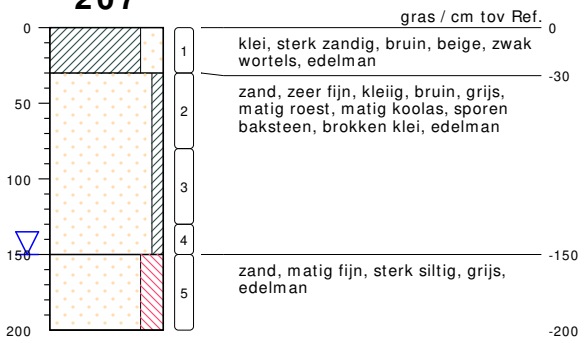 207
gras / cm tov Ref.
0
0
1
klei, sterk zandig, bruin, beige, zwak
wortels, edelman
-30
zand, zeer fijn, kleiig, bruin, grijs,
matig roest, matig koolas, sporen
baksteen, brokken klei, edelman
50
2
100
3
4
150
-150
zand, matig fijn, sterk siltig, grijs,
edelman
5
200
-200